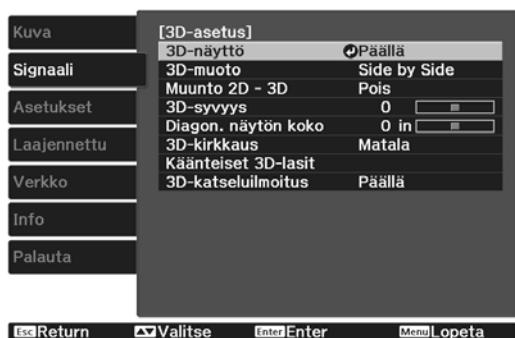 Kuva
Signaali
Asetukset
Laajennettu
Verkko
Info
Palauta
[3D-asetus]
3D-näyttö Päällä
3D-muoto Side by Side
Muunto 2D - 3D Pois
3D-syvyys 0
Diagon. näytön koko 0 in
3D-kirkkaus Matala
Käänteiset 3D-lasit
3D-katseluilmoitus Päällä
Esc Return Valitse Enter Enter Menu Lopeta